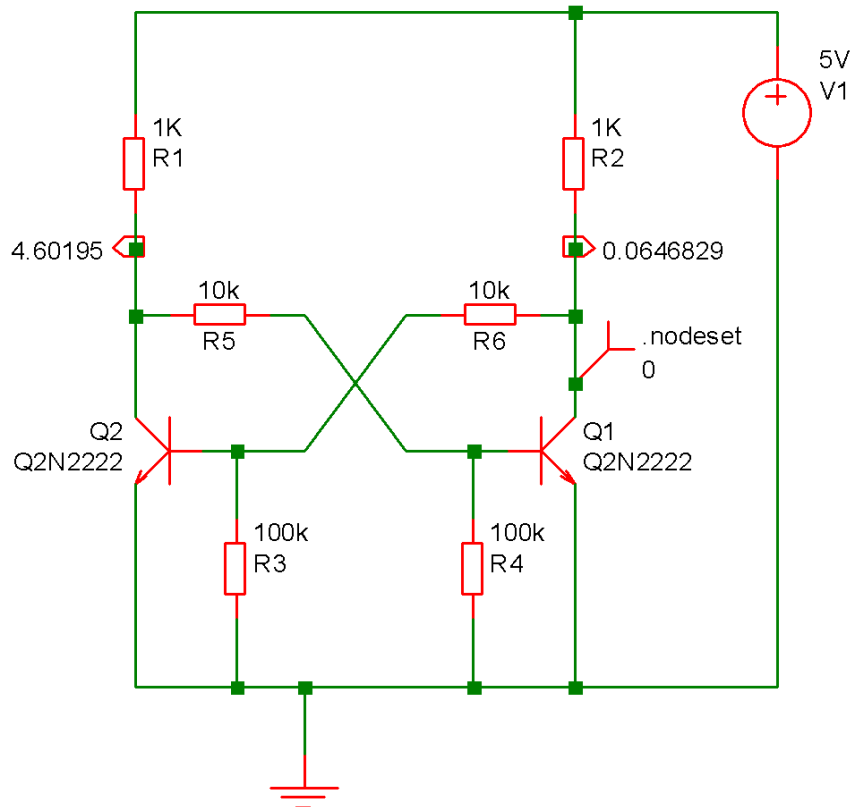 5V
V1
1K
R1
1K
R2
4.60195
0.0646829
10k
R5
10k
R6
.nodeset
0
Q2
Q2N2222
Q1
Q2N2222
100k
R3
100k
R4